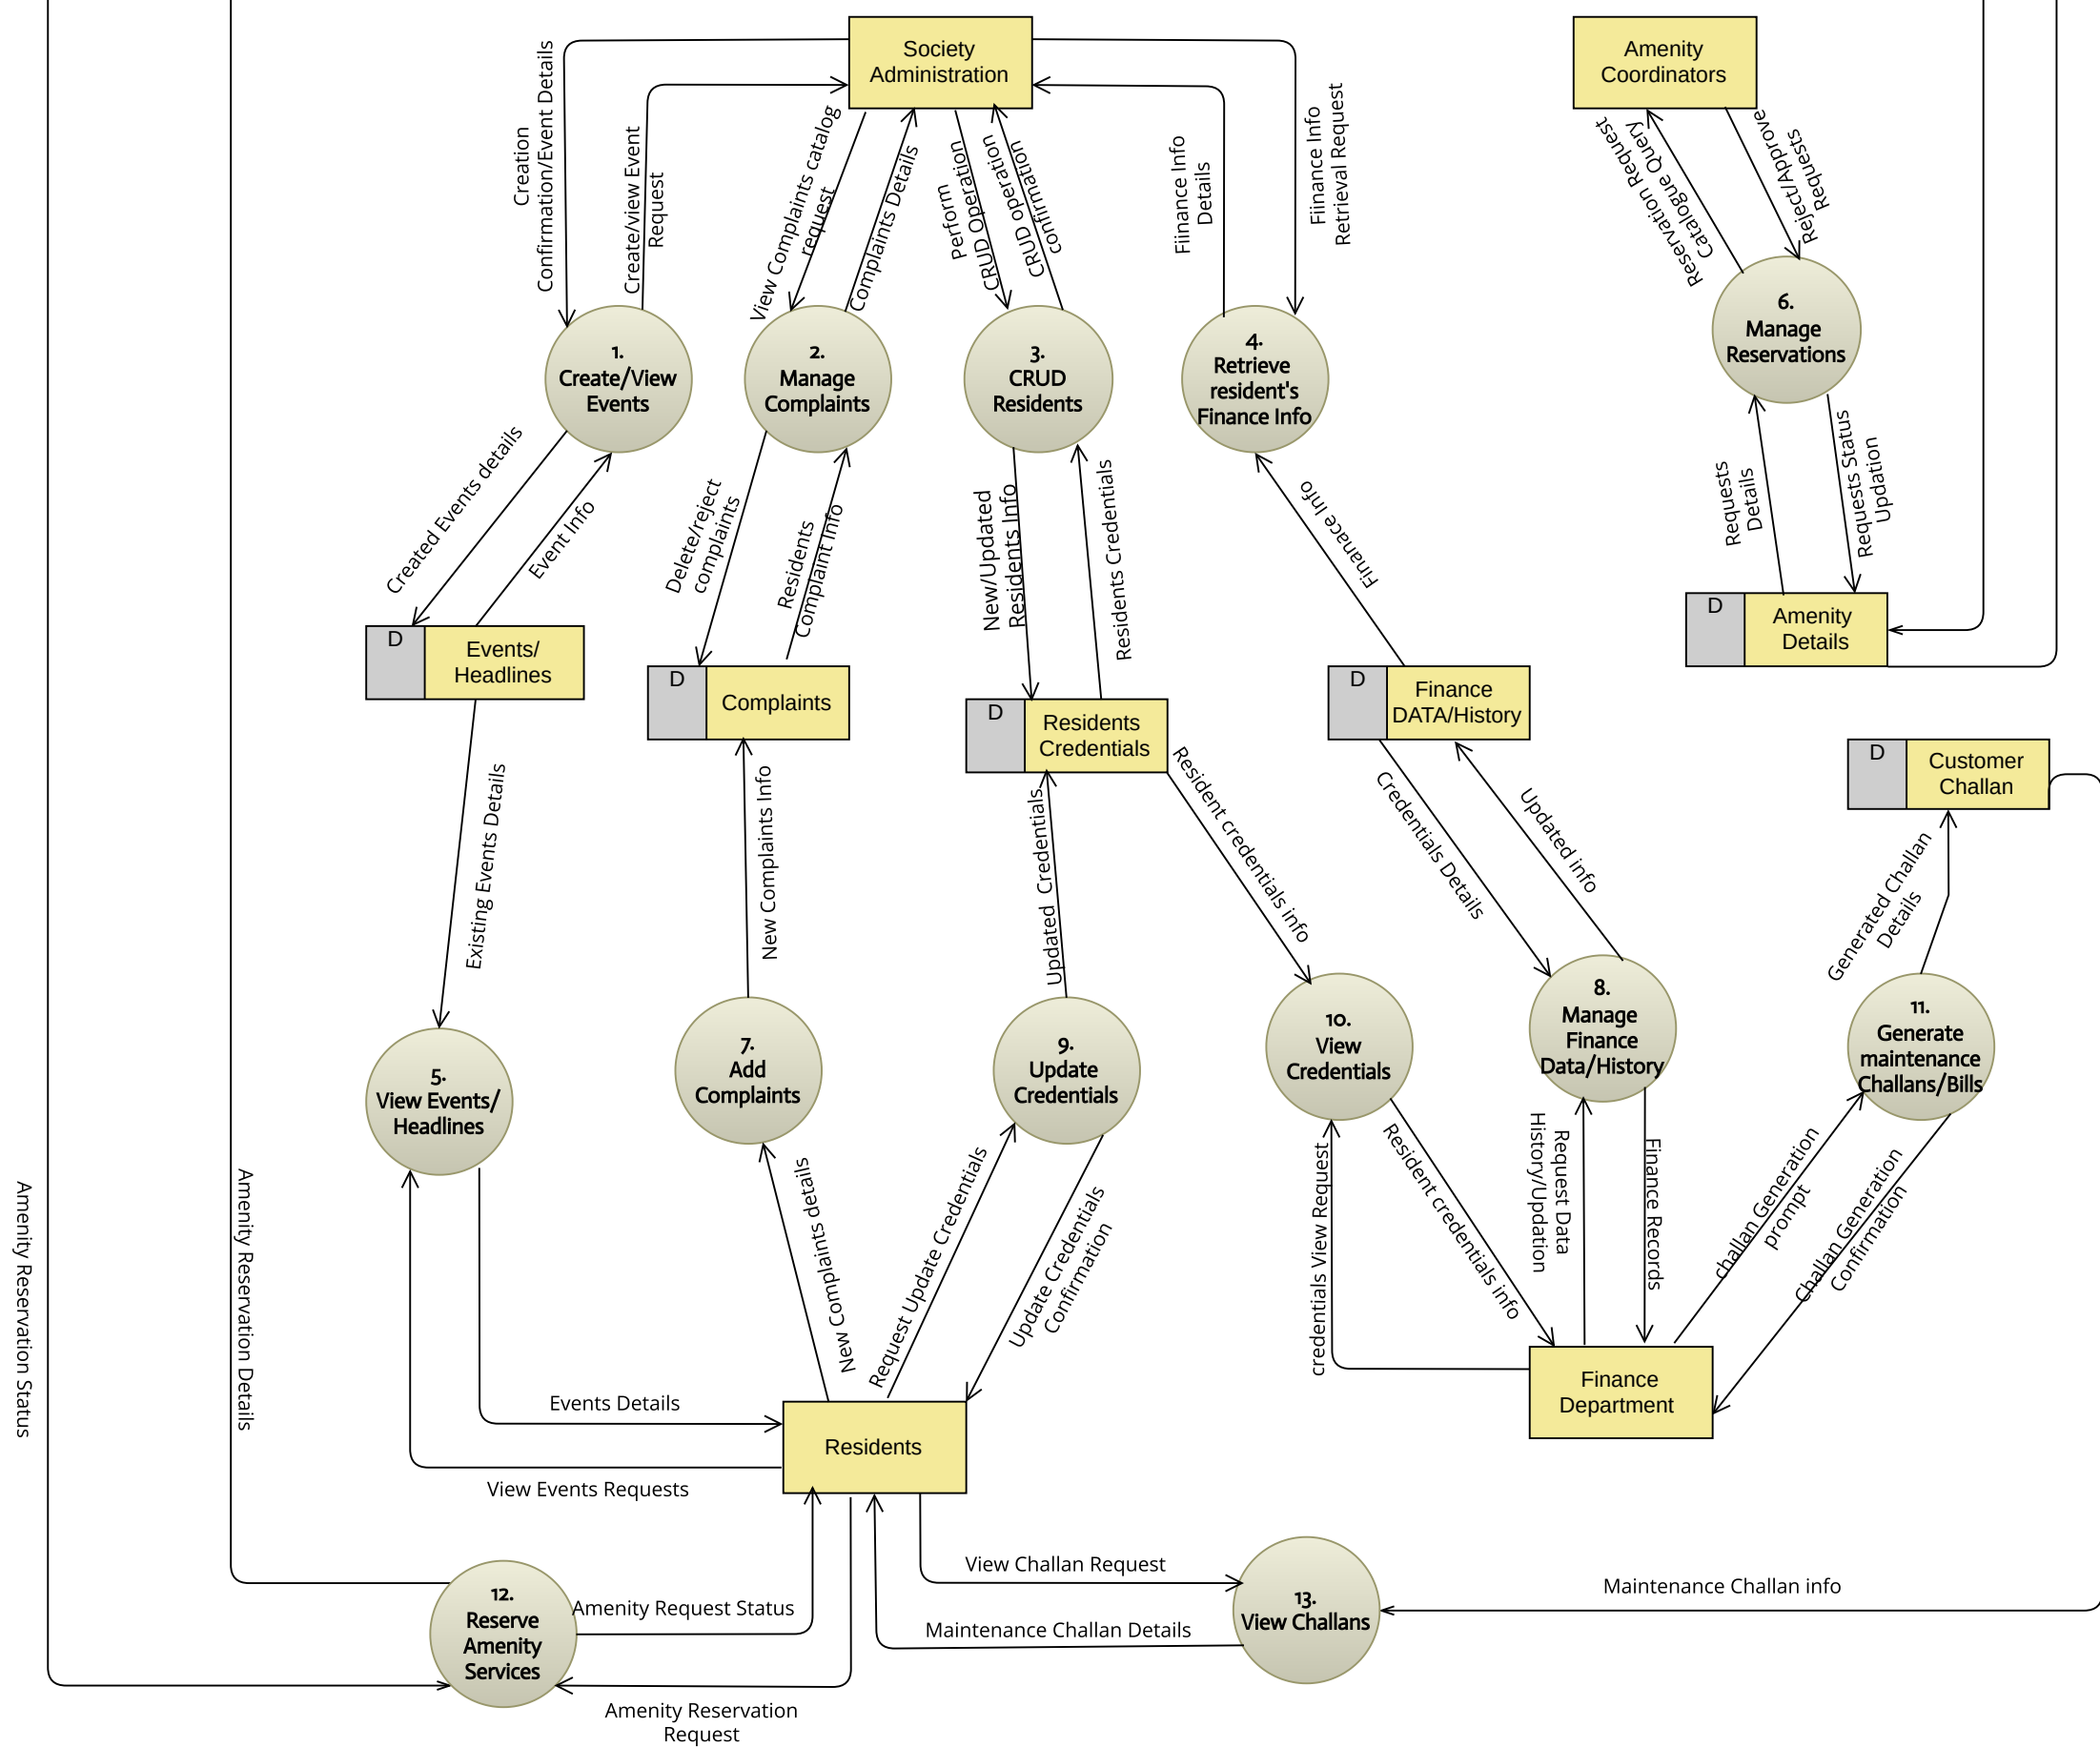 Society
Administration
Amenity
Coordinators
Creation
Confirmation/Event Details
Create/view Event
Request
View Complaints catalog
request
Complaints Details
Perform
CRUD Operation
CRUD operation
confirmation
Fiinance Info
Details
Fiinance Info
Retrieval Request
Reservation Request
Catalogue Query
Reject/Approve
Requests
1.
Create/View
Events
2.
Manage
Complaints
3.
CRUD
Residents
4.
Retrieve
resident's
Finance Info
6.
Manage
Reservations
Created Events details
Event Info
Delete/reject
complaints
Residents
Complaint Info
New/Updated
Residents Info
Residents Credentials
Finanace Info
Requests
Details
Requests Status
Updation
D
Events/
Headlines
D
Complaints
D
Residents
Credentials
D
Finance
DATA/History
D
Amenity
Details
D
Customer
Challan
Existing Events Details
New Complaints Info
Updated Credentials
Resident credentials info
Credentials Details
Updated info
Generated Challan
Details
5.
View Events/
Headlines
7.
Add
Complaints
9.
Update
Credentials
10.
View
Credentials
8.
Manage
Finance
Data/History
11.
Generate
maintenance
Challans/Bills
Amenity Reservation Status
Amenity Reservation Details
New Complaints details
Request Update Credentials
Update Credentials
Confirmation
credentials View Request
Resident credentials info
Request Data
History/Updation
Finance Records
challan Generation
prompt
Challan Generation
Confirmation
Events Details
View Events Requests
Residents
Finance
Department
12.
Reserve
Amenity
Services
Amenity Request Status
Amenity Reservation
Request
View Challan Request
Maintenance Challan Details
13.
View Challans
Maintenance Challan info